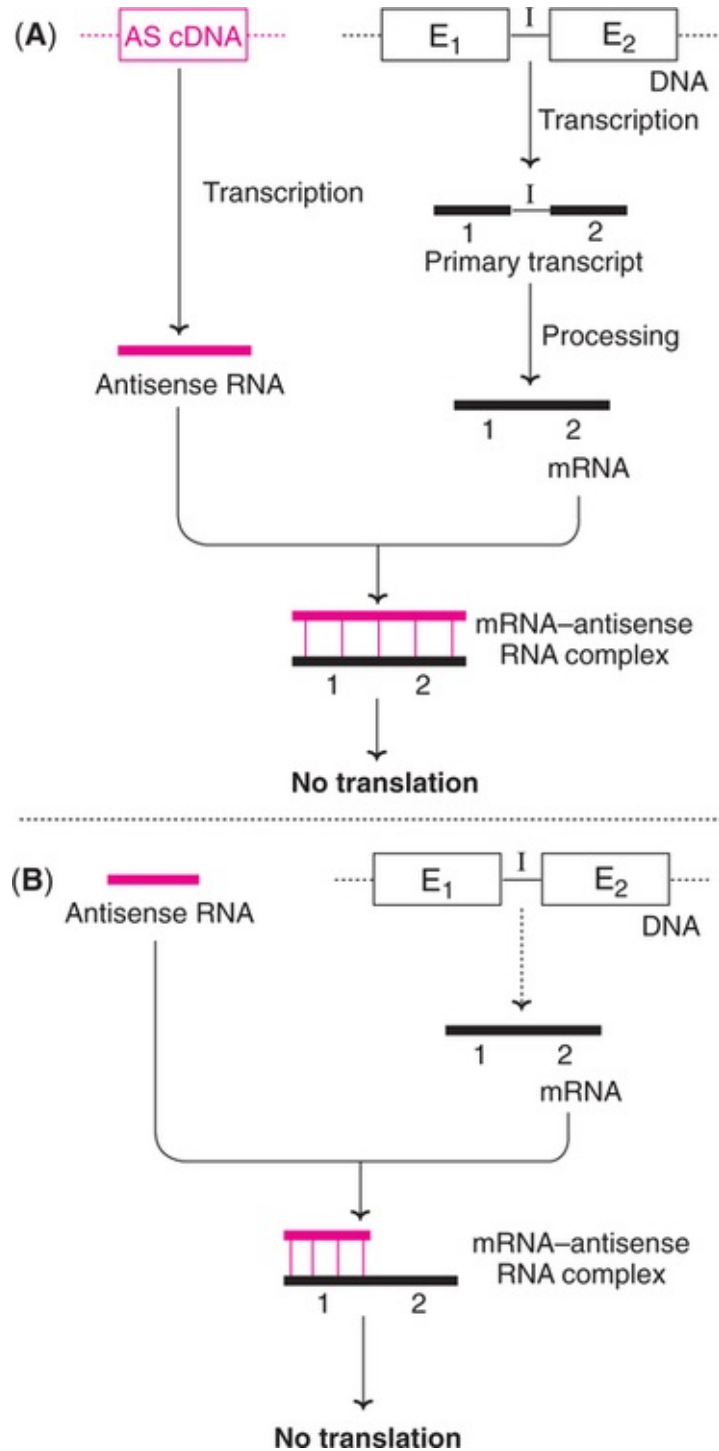 (A)
AS cDNA
E1 I E2
DNA
Transcription
Transcription
I
1 2
Primary transcript
Processing
Antisense RNA
1 2
mRNA
mRNA–antisense
RNA complex
1 2
No translation
(B)
Antisense RNA
E1 I E2
DNA
1 2
mRNA
mRNA–antisense
RNA complex
1 2
No translation